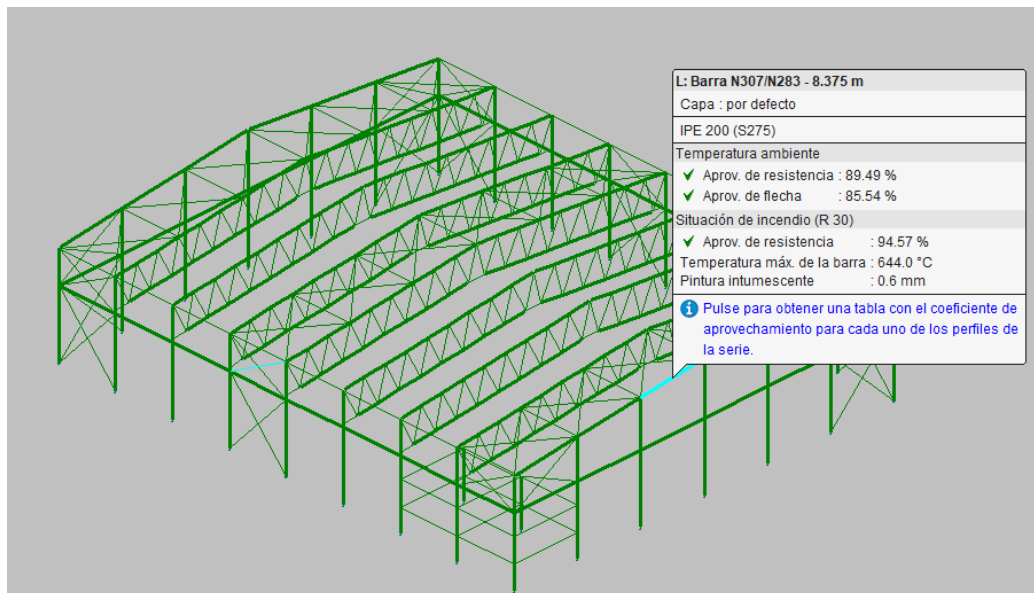 L: Barra N307/N283 - 8.375 m
Capa : por defecto
IPE 200 (S275)
Temperatura ambiente
✓ Aprov. de resistencia : 89.49 %
✓ Aprov. de flecha : 85.54 %
Situación de incendio (R 30)
✓ Aprov. de resistencia : 94.57 %
Temperatura máx. de la barra : 644.0 °C
Pintura intumescente : 0.6 mm
Pulse para obtener una tabla con el coeficiente de
aprovechamiento para cada uno de los perfiles de
la serie.